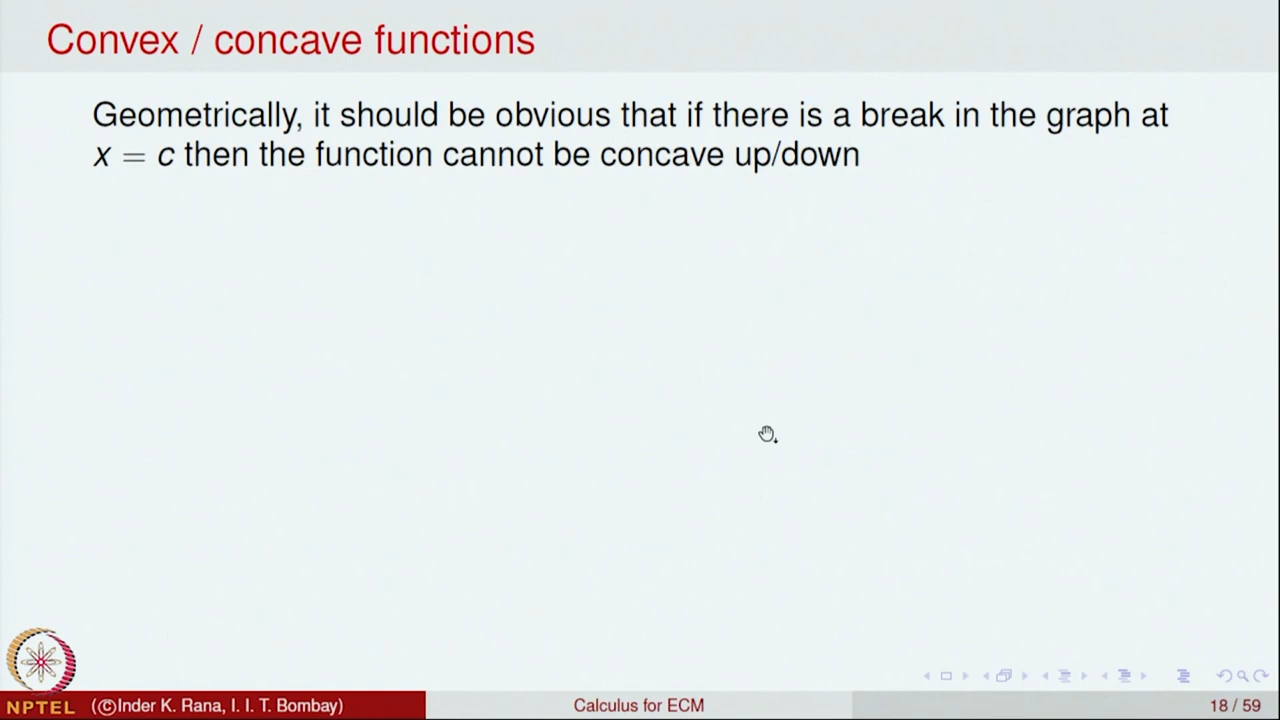 Convex / concave functions
Geometrically, it should be obvious that if there is a break in the graph at
x = c then the function cannot be concave up/down
NPTEL
(©Inder K. Rana, I. I. T. Bombay)
Calculus for ECM
18 / 59